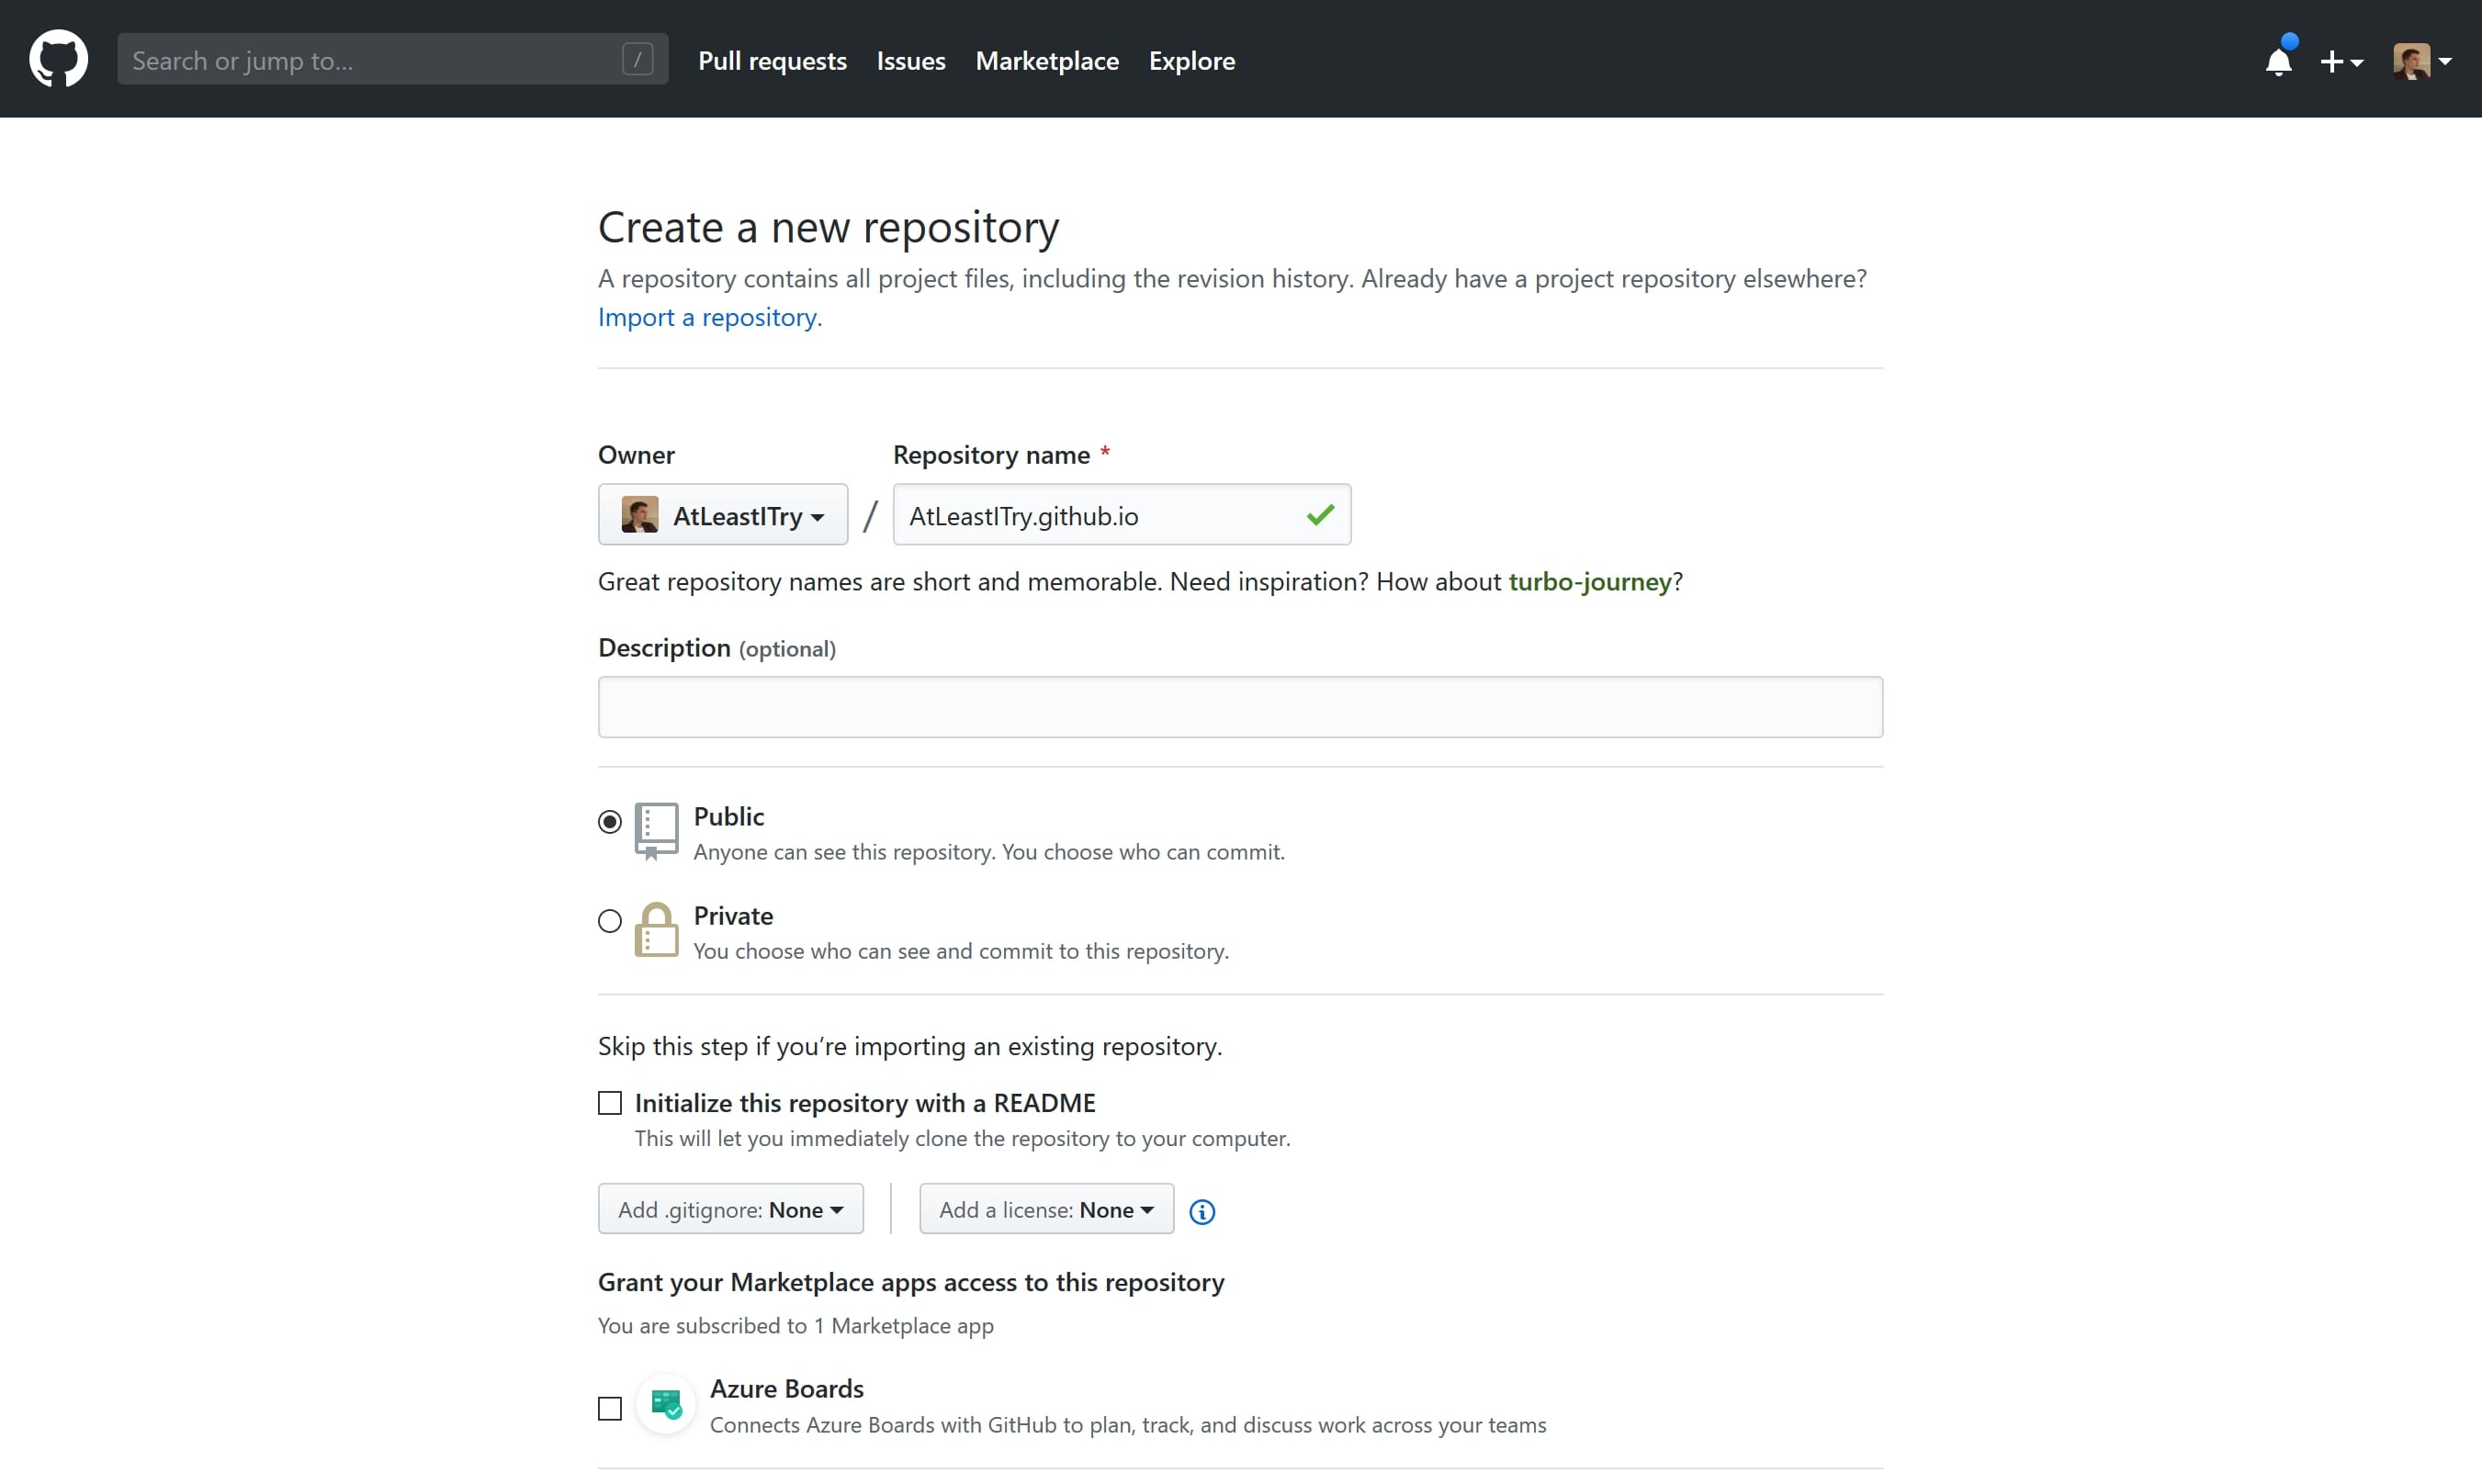 Search or jump to... /
Pull requests Issues Marketplace Explore
Create a new repository
A repository contains all project files, including the revision history. Already have a project repository elsewhere?
Import a repository.
Owner Repository name *
AtLeastITry / AtLeastITry.github.io
Great repository names are short and memorable. Need inspiration? How about turbo-journey?
Description (optional)
Public
Anyone can see this repository. You choose who can commit.
Private
You choose who can see and commit to this repository.
Skip this step if you’re importing an existing repository.
Initialize this repository with a README
This will let you immediately clone the repository to your computer.
Add .gitignore: None Add a license: None
Grant your Marketplace apps access to this repository
You are subscribed to 1 Marketplace app
Azure Boards
Connects Azure Boards with GitHub to plan, track, and discuss work across your teams